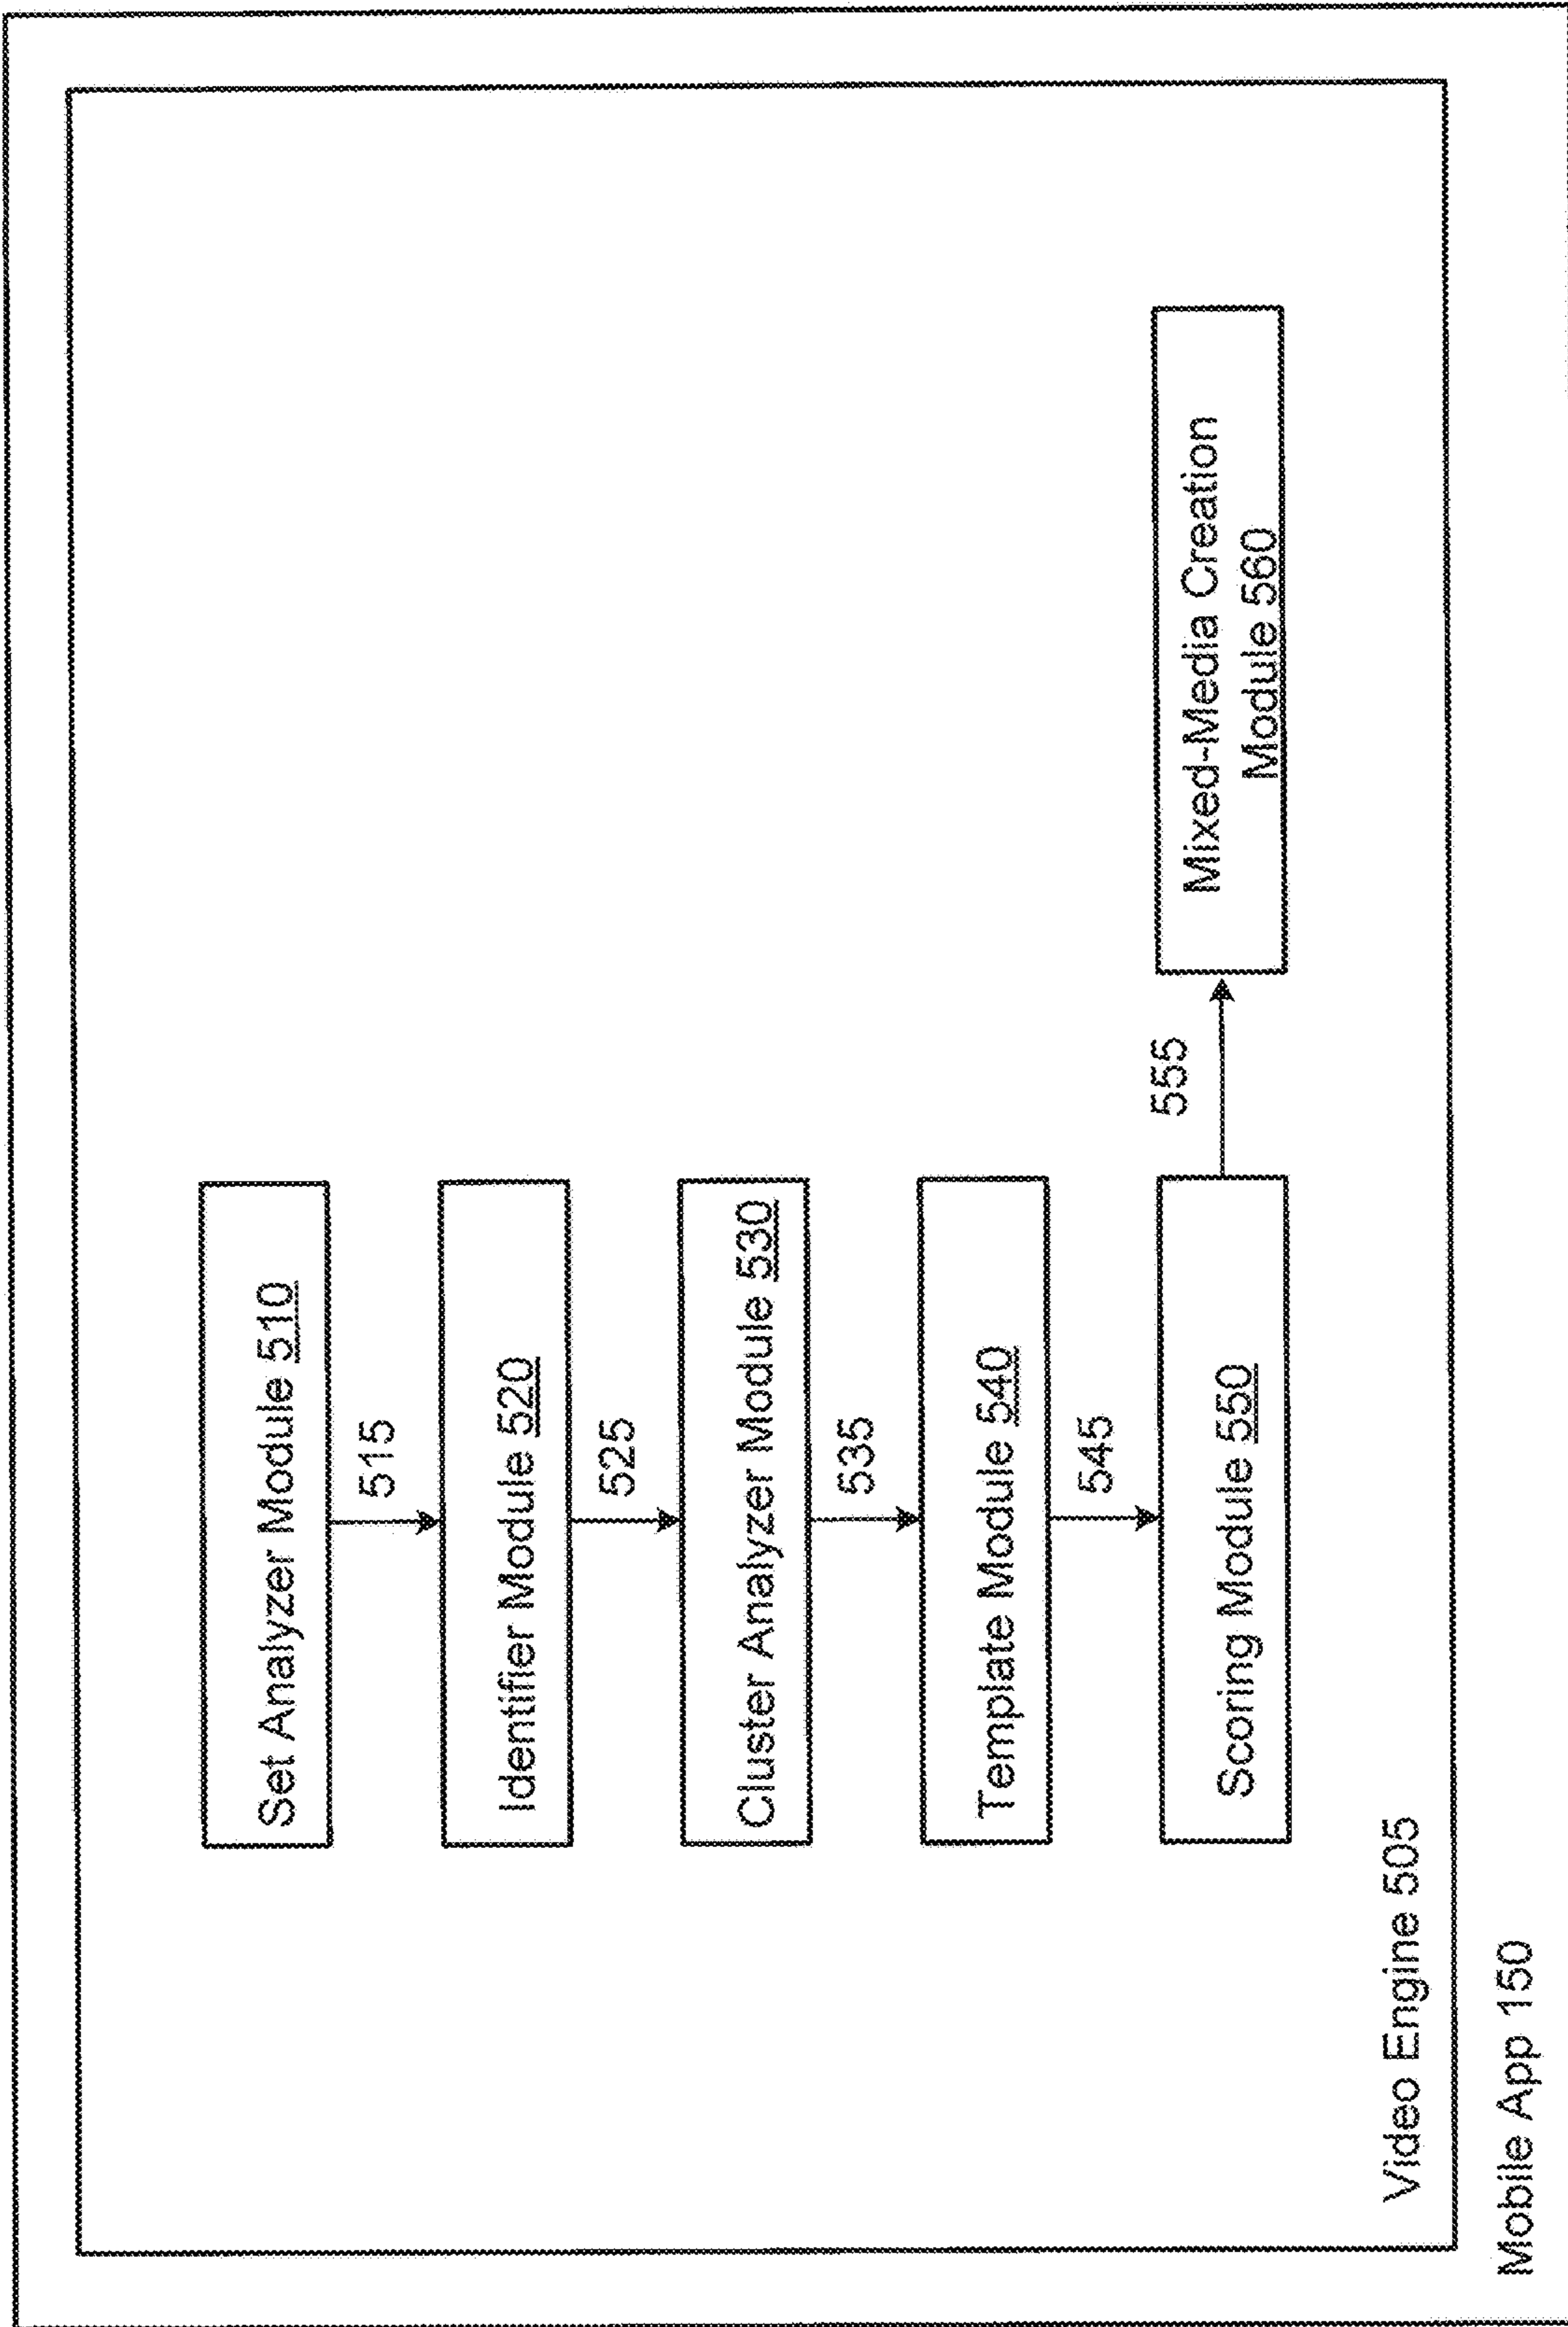 Set Analyzer Module 510
515
Identifier Module 520
525
Cluster Analyzer Module 530
535
Template Module 540
545
Scoring Module 550
555
Mixed-Media Creation
Module 560
Video Engine 505
Mobile App 150